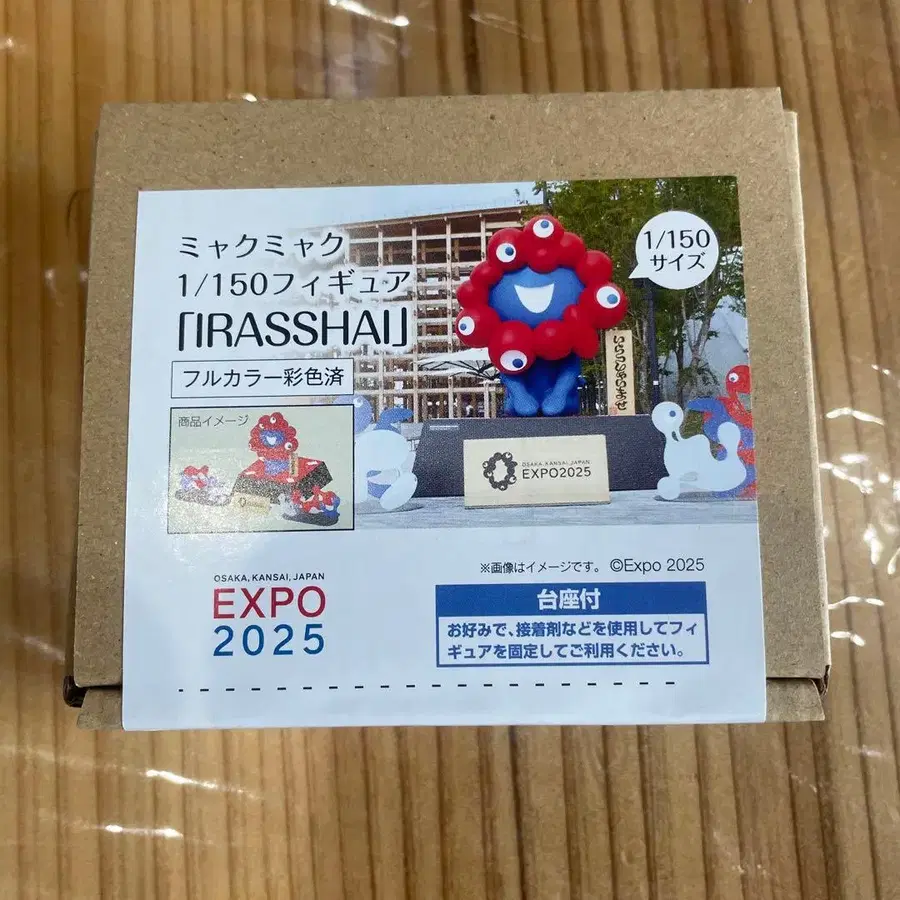 ミャクミャク
1/150フィギュア
「IRASSHAI」
フルカラー彩色済
商品イメージ
1/150
サイズ
いらっしゃいませ
OSAKA, KANSAI, JAPAN
EXPO2025
※画像はイメージです。 ©Expo 2025
OSAKA, KANSAI, JAPAN
EXPO
2025
台座付
お好みで、接着剤などを使用してフィ
ギュアを固定してご利用ください。